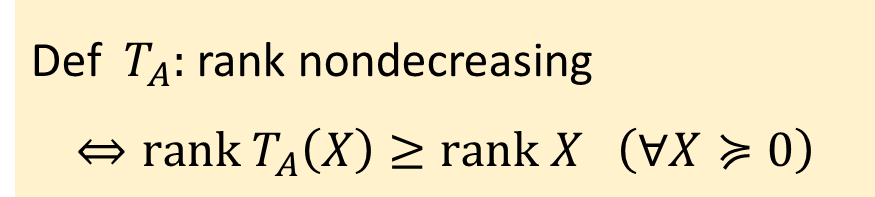 Def T_A: rank nondecreasing
⇔ rank T_A(X) ≥ rank X (∀X ≽ 0)